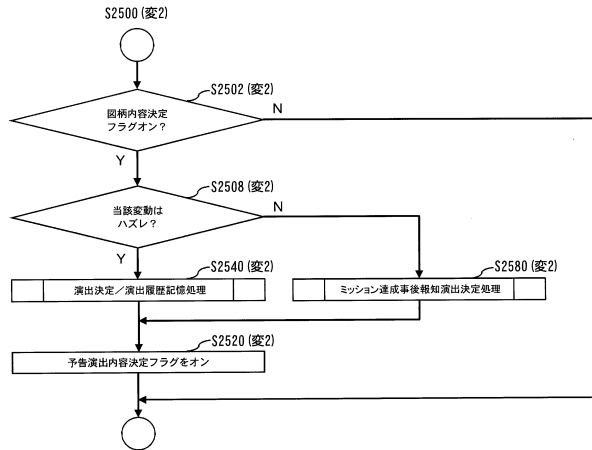 S2500 (変2)
S2502 (変2)
図柄内容決定
フラグオン？
N
Y
S2508 (変2)
当該変動は
ハズレ？
N
Y
S2540 (変2)
演出決定／演出履歴記憶処理
S2580 (変2)
ミッション達成事後報知演出決定処理
S2520 (変2)
予告演出内容決定フラグをオン